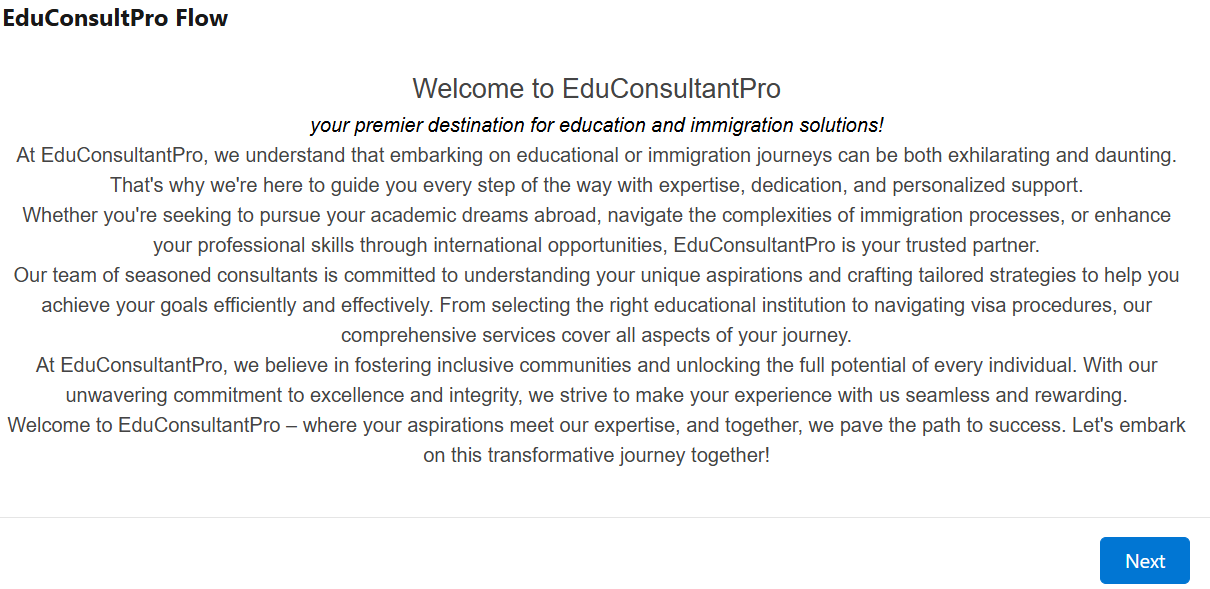 EduConsultPro Flow
Welcome to EduConsultantPro
your premier destination for education and immigration solutions!
At EduConsultantPro, we understand that embarking on educational or immigration journeys can be both exhilarating and daunting.
That's why we're here to guide you every step of the way with expertise, dedication, and personalized support.
Whether you're seeking to pursue your academic dreams abroad, navigate the complexities of immigration processes, or enhance
your professional skills through international opportunities, EduConsultantPro is your trusted partner.
Our team of seasoned consultants is committed to understanding your unique aspirations and crafting tailored strategies to help you
achieve your goals efficiently and effectively. From selecting the right educational institution to navigating visa procedures, our
comprehensive services cover all aspects of your journey.
At EduConsultantPro, we believe in fostering inclusive communities and unlocking the full potential of every individual. With our
unwavering commitment to excellence and integrity, we strive to make your experience with us seamless and rewarding.
Welcome to EduConsultantPro – where your aspirations meet our expertise, and together, we pave the path to success. Let's embark
on this transformative journey together!
Next